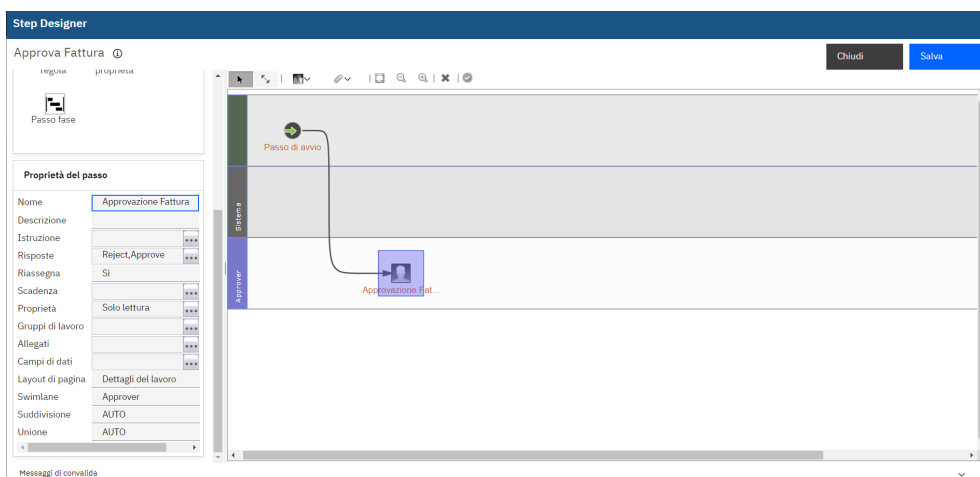 Step Designer
Approva Fattura
Chiudi
Salva
regola proprietà
Passo fase
Passo di avvio
Sistema
Approver
Approvazione Fat...
Proprietà del passo
Nome Approvazione Fattura
Descrizione
Istruzione
Risposte Reject,Approve
Riassegna Sì
Scadenza
Proprietà Solo lettura
Gruppi di lavoro
Allegati
Campi di dati
Layout di pagina Dettagli del lavoro
Swimlane Approver
Suddivisione AUTO
Unione AUTO
Messaggi di convalida